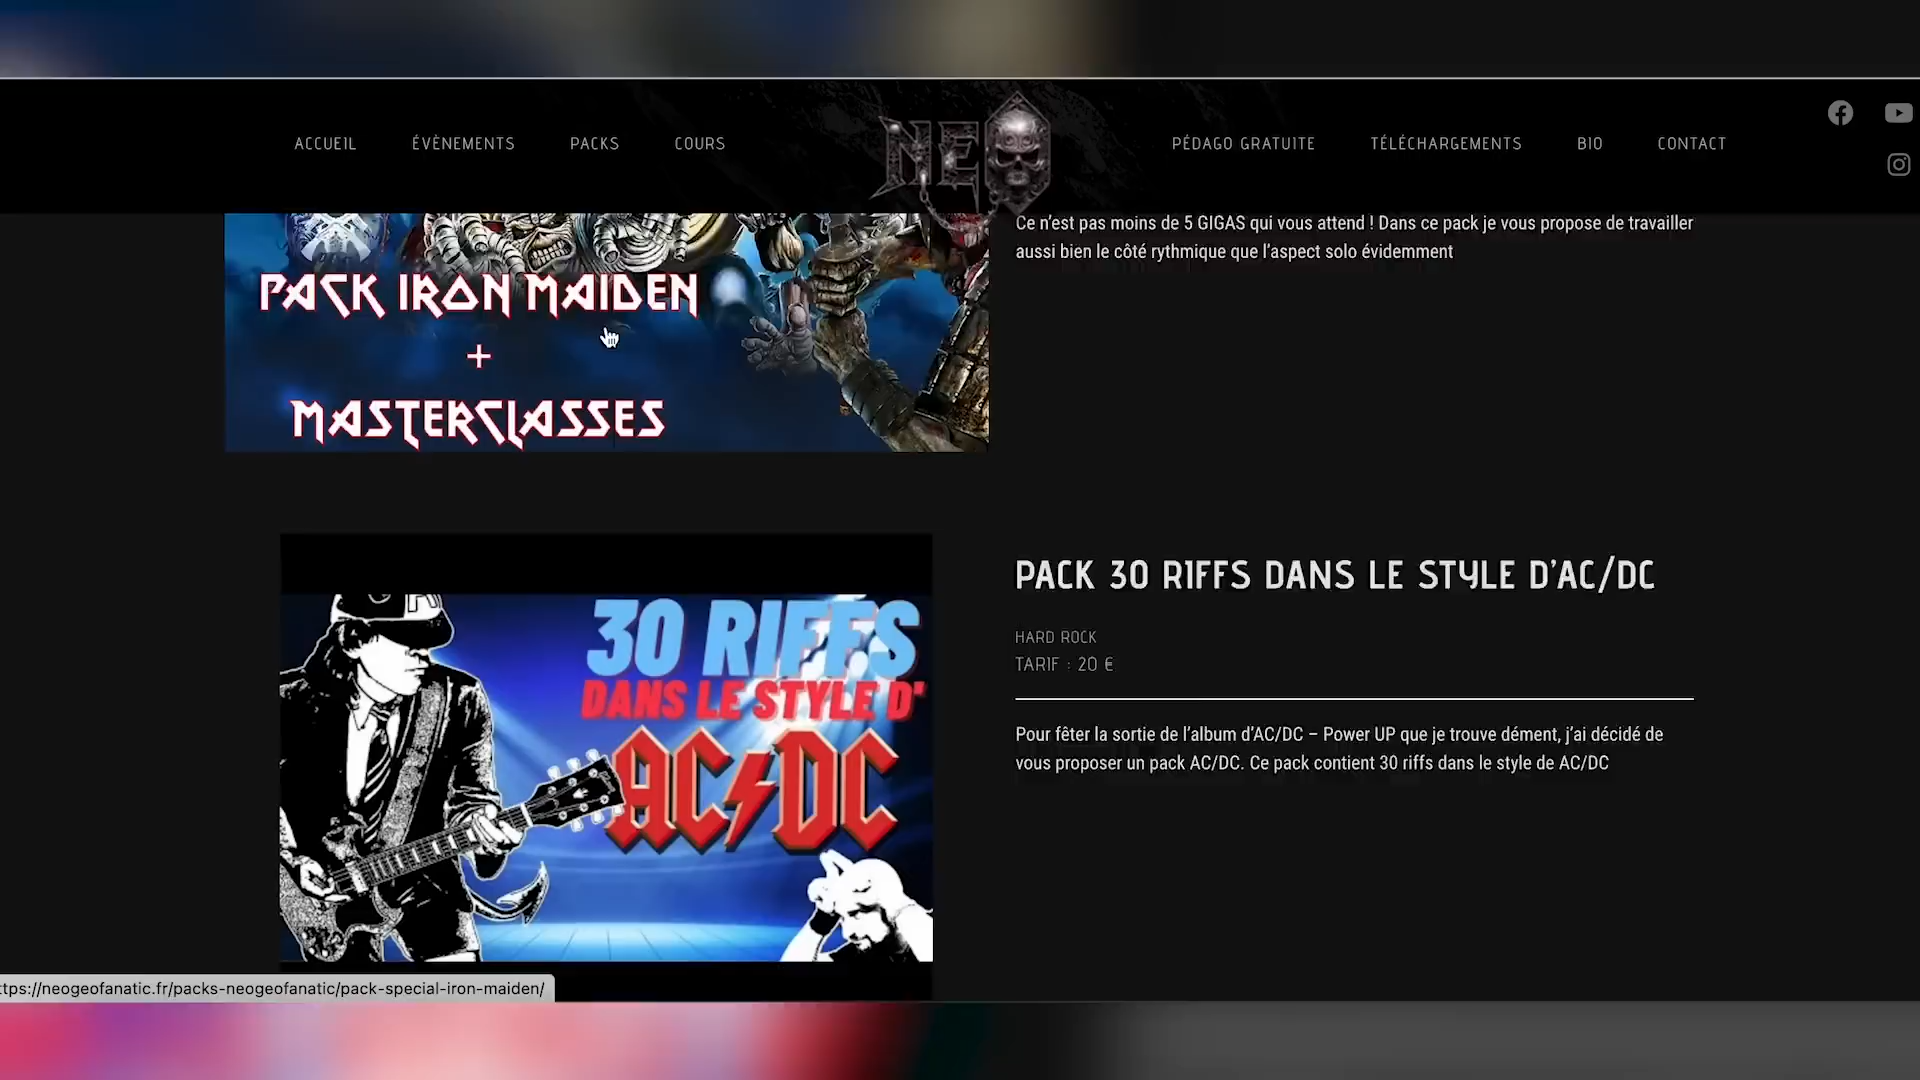 ACCUEIL
ÉVÈNEMENTS
PACKS
COURS
NEO
PÉDAGO GRATUITE
TÉLÉCHARGEMENTS
BIO
CONTACT
Ce n'est pas moins de 5 GIGAS qui vous attend ! Dans ce pack je vous propose de travailler
aussi bien le côté rythmique que l'aspect solo évidemment
PACK IRON MAIDEN
+
MASTERCLASSES
30 RIFFS
DANS LE STYLE D'
AC/DC
PACK 30 RIFFS DANS LE STYLE D'AC/DC
HARD ROCK
TARIF : 20 €
Pour fêter la sortie de l'album d'AC/DC – Power UP que je trouve dément, j'ai décidé de
vous proposer un pack AC/DC. Ce pack contient 30 riffs dans le style de AC/DC
ttps://neogeofanatic.fr/packs-neogeofanatic/pack-special-iron-maiden/